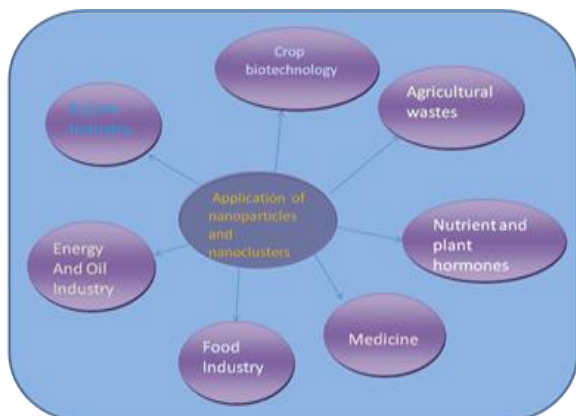 Crop
biotechnology
Agricultural
wastes
Industry
Application of
nanoparticles
and
nanoclusters
Nutrient and
plant
hormones
Energy
And Oil
Industry
Food
Industry
Medicine